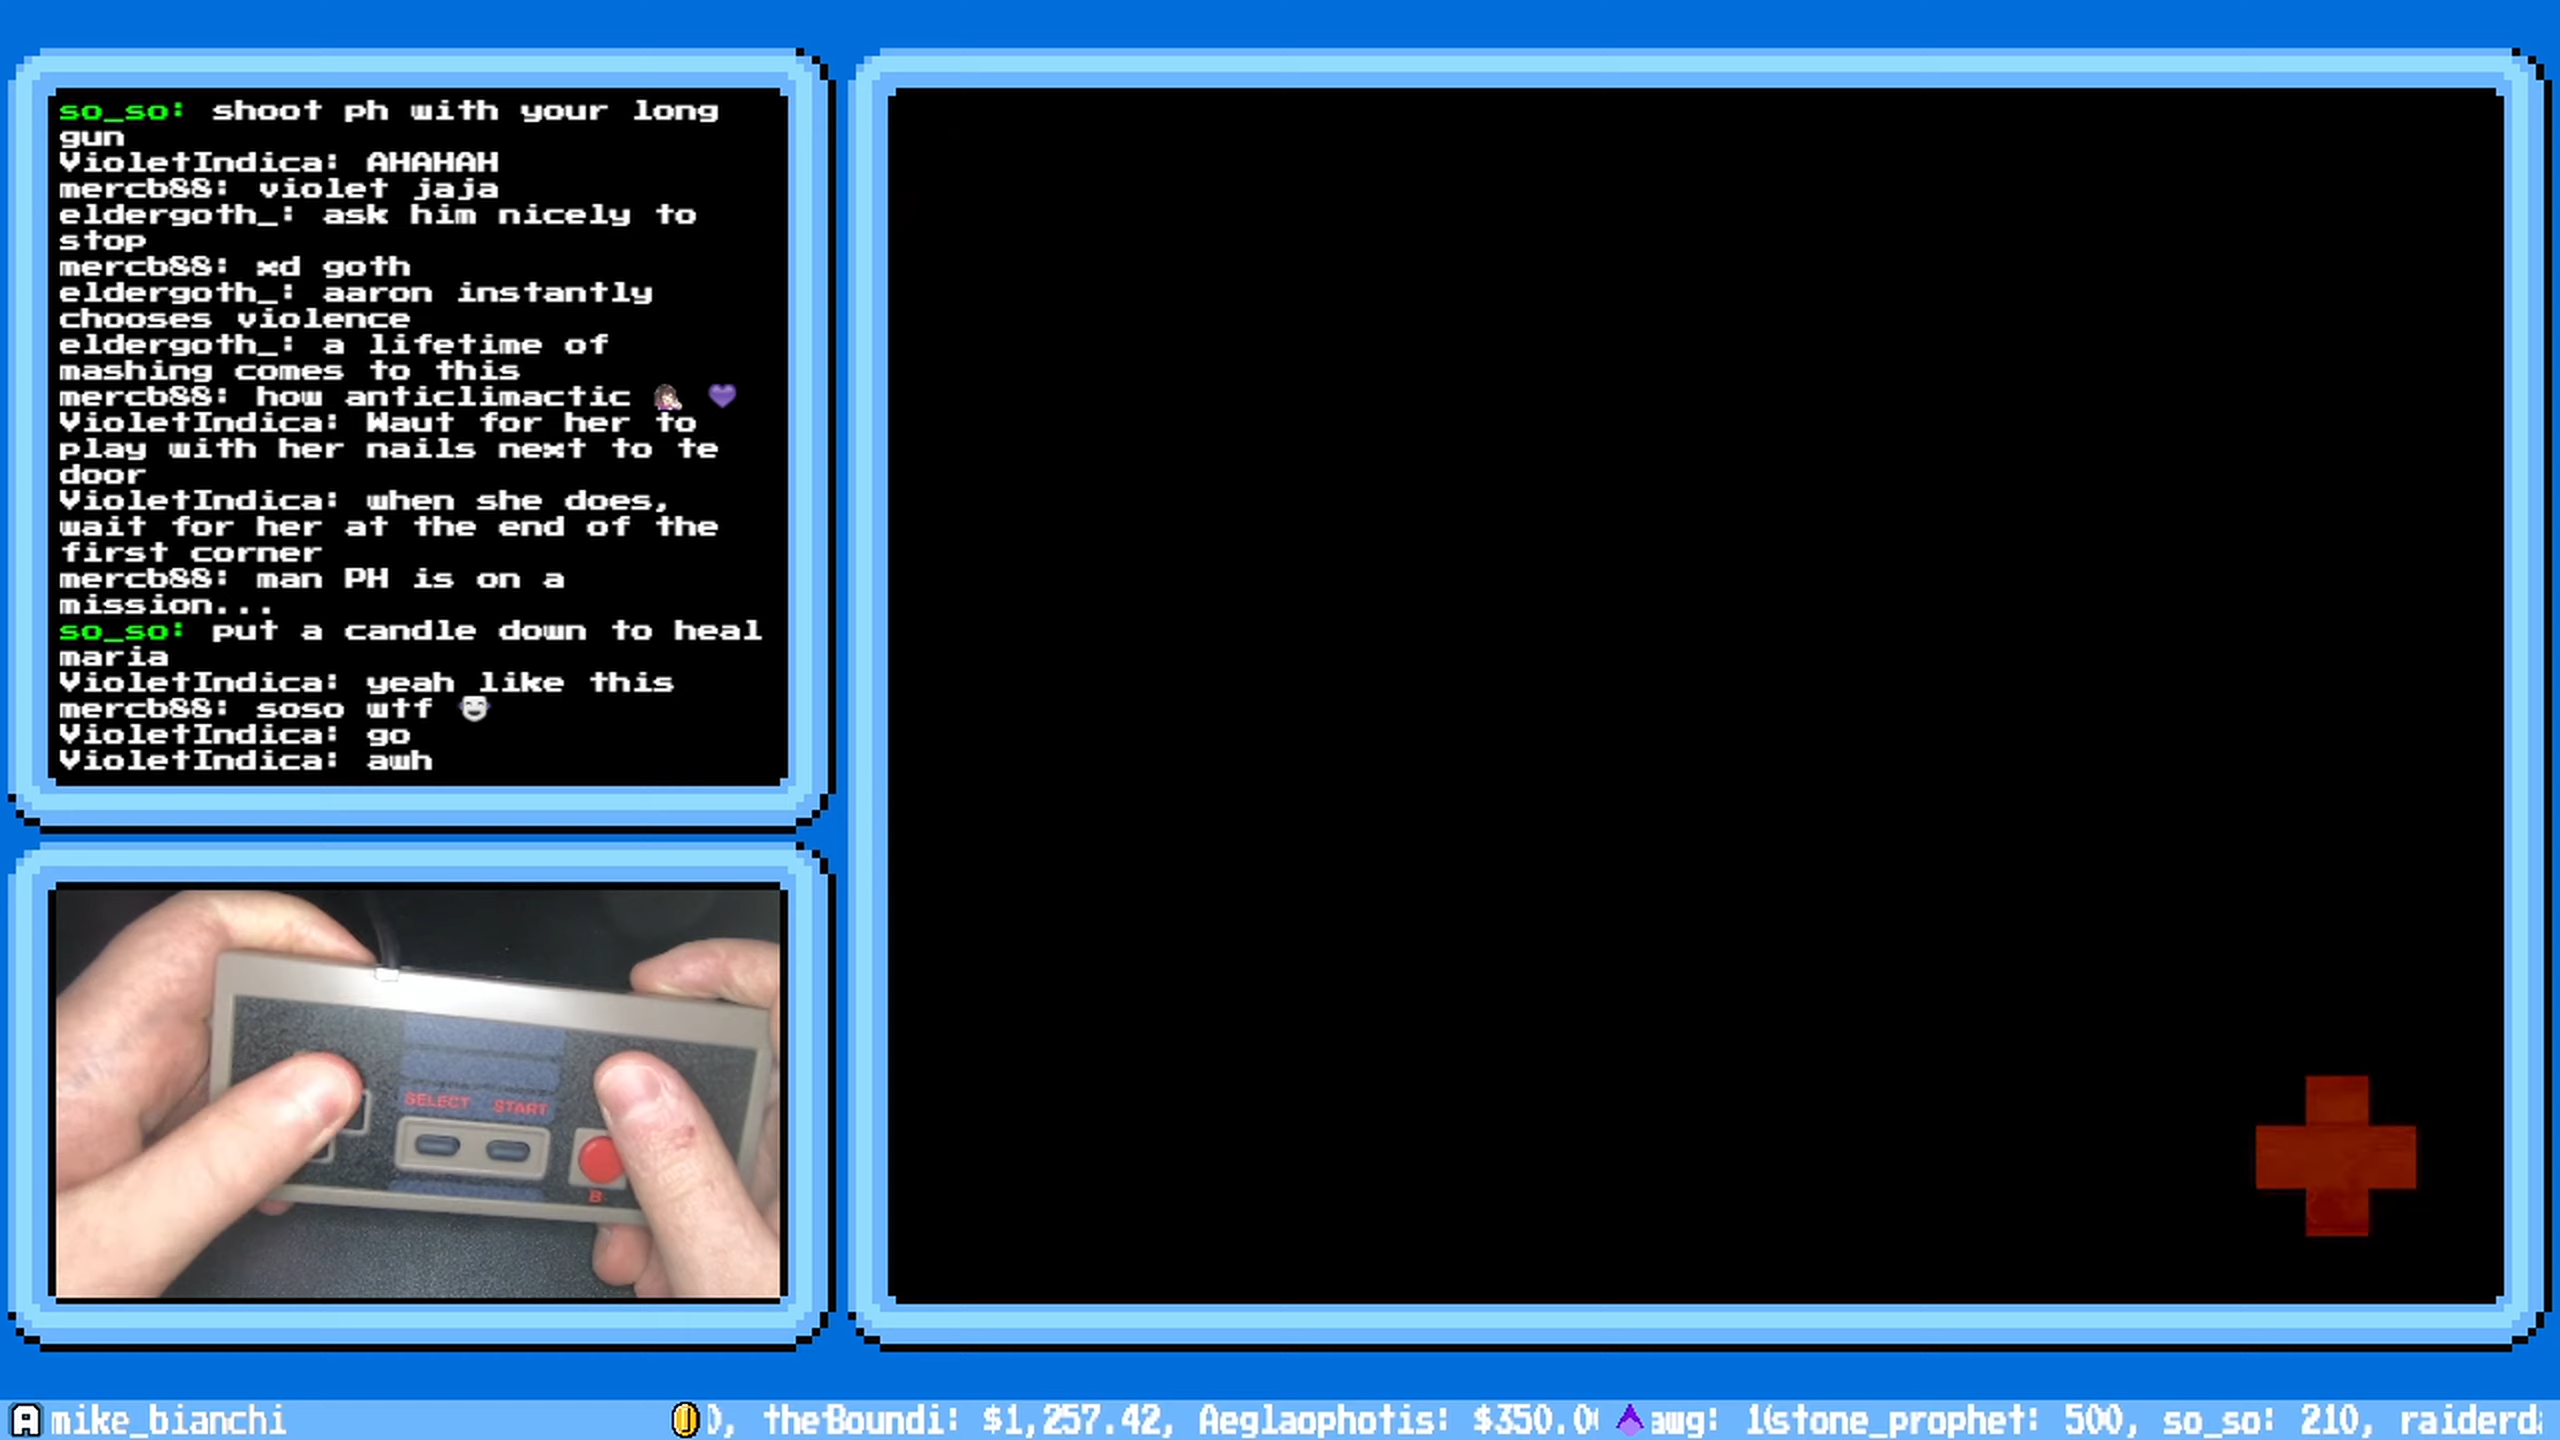 so_so: shoot ph with your long
gun
VioletIndica: AHAHAH
mercb88: violet jaja
eldergoth_: ask him nicely to
stop
mercb88: xd goth
eldergoth_: aaron instantly
chooses violence
eldergoth_: a lifetime of
mashing comes to this
mercb88: how anticlimactic
VioletIndica: Waut for her to
play with her nails next to te
door
VioletIndica: when she does,
wait for her at the end of the
first corner
mercb88: man PH is on a
mission...
so_so: put a candle down to heal
maria
VioletIndica: yeah like this
mercb88: soso wtf
VioletIndica: go
VioletIndica: awh
SELECT START
B
A mike_bianchi
, theBoundi: $1,257.42, Aeglaophotis: $350.0
awg: 1
stone_prophet: 500, so_so: 210, raiderd